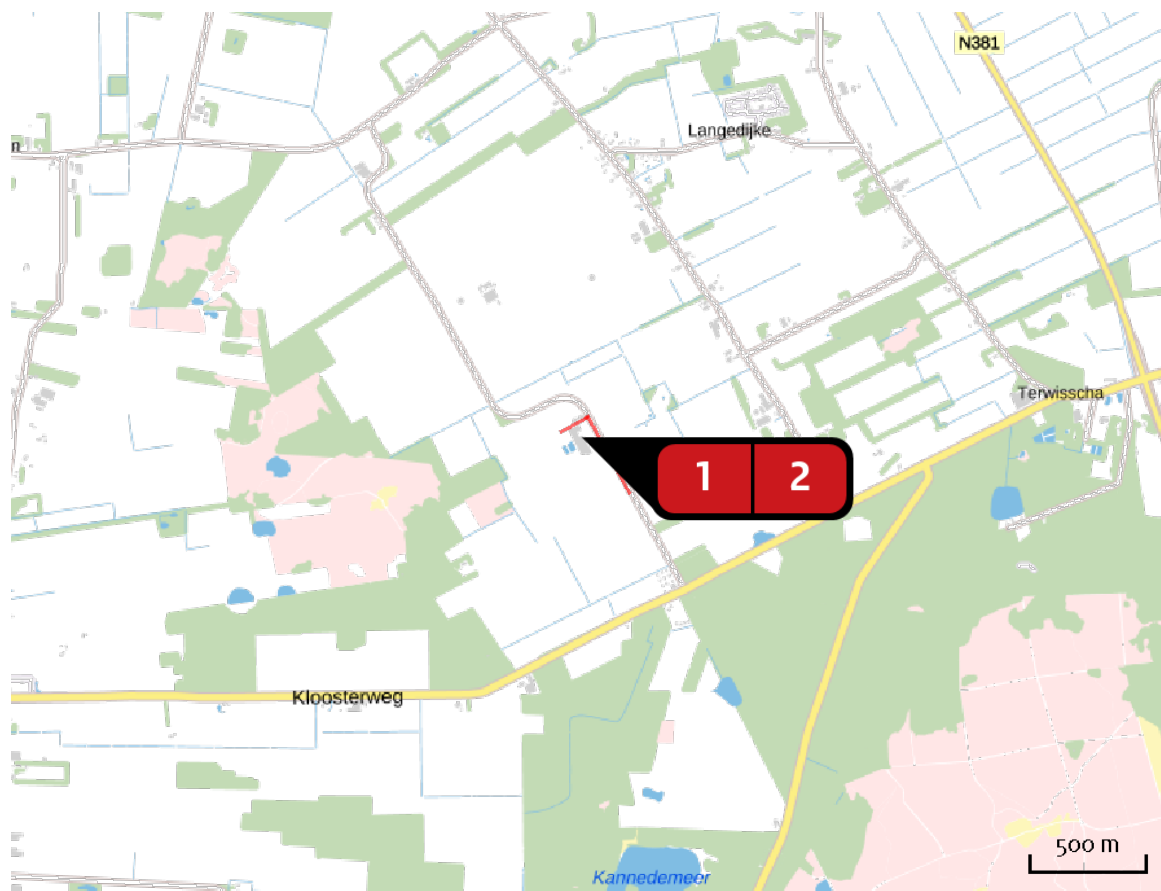 N381
Langedijke
n
Terwisscha
1 2
Kloosterweg
500 m
Kannedemeer